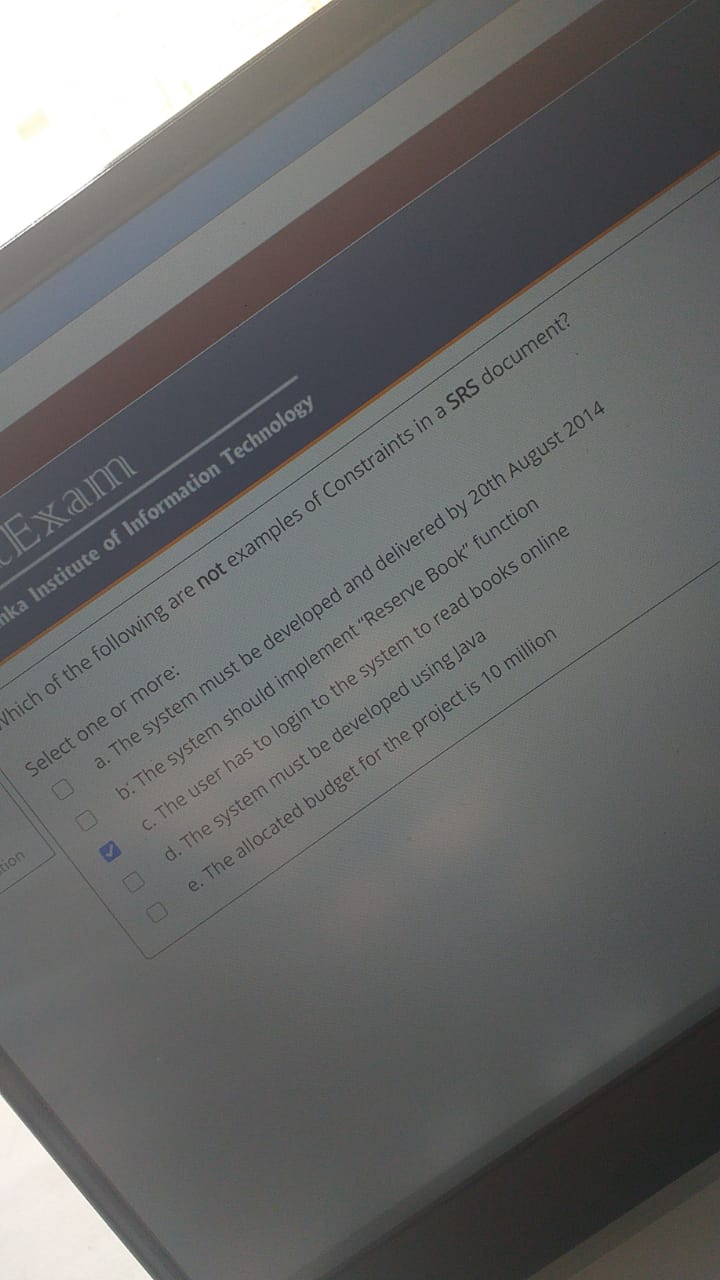 Exam
nka Institute of Information Technology
Which of the following are not examples of Constraints in a SRS document?
Select one or more:
a. The system must be developed and delivered by 20th August 2014
b. The system should implement "Reserve Book" function
c. The user has to login to the system to read books online
d. The system must be developed using Java
e. The allocated budget for the project is 10 million
tion